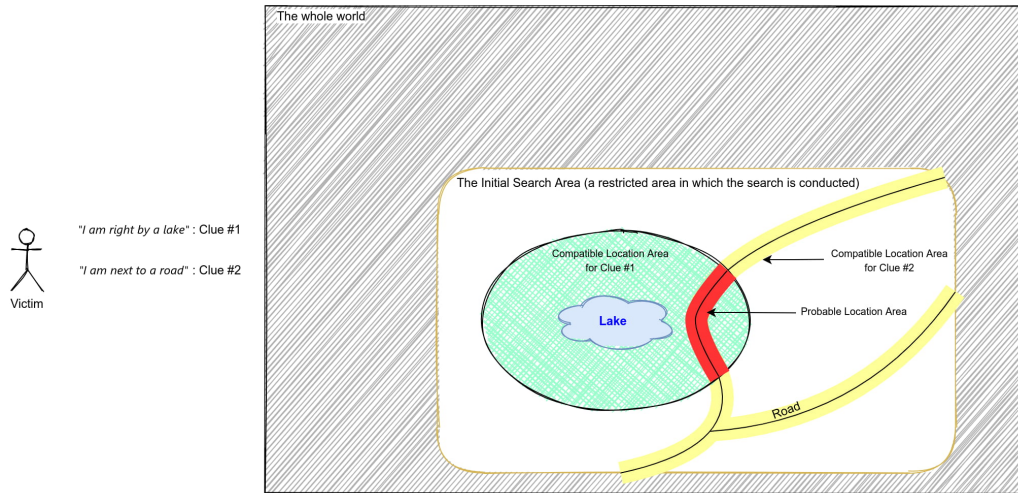 The whole world
The Initial Search Area (a restricted area in which the search is conducted)
"I am right by a lake" : Clue #1
"I am next to a road" : Clue #2
Victim
Compatible Location Area
for Clue #1
Compatible Location Area
for Clue #2
Lake
Probable Location Area
Road